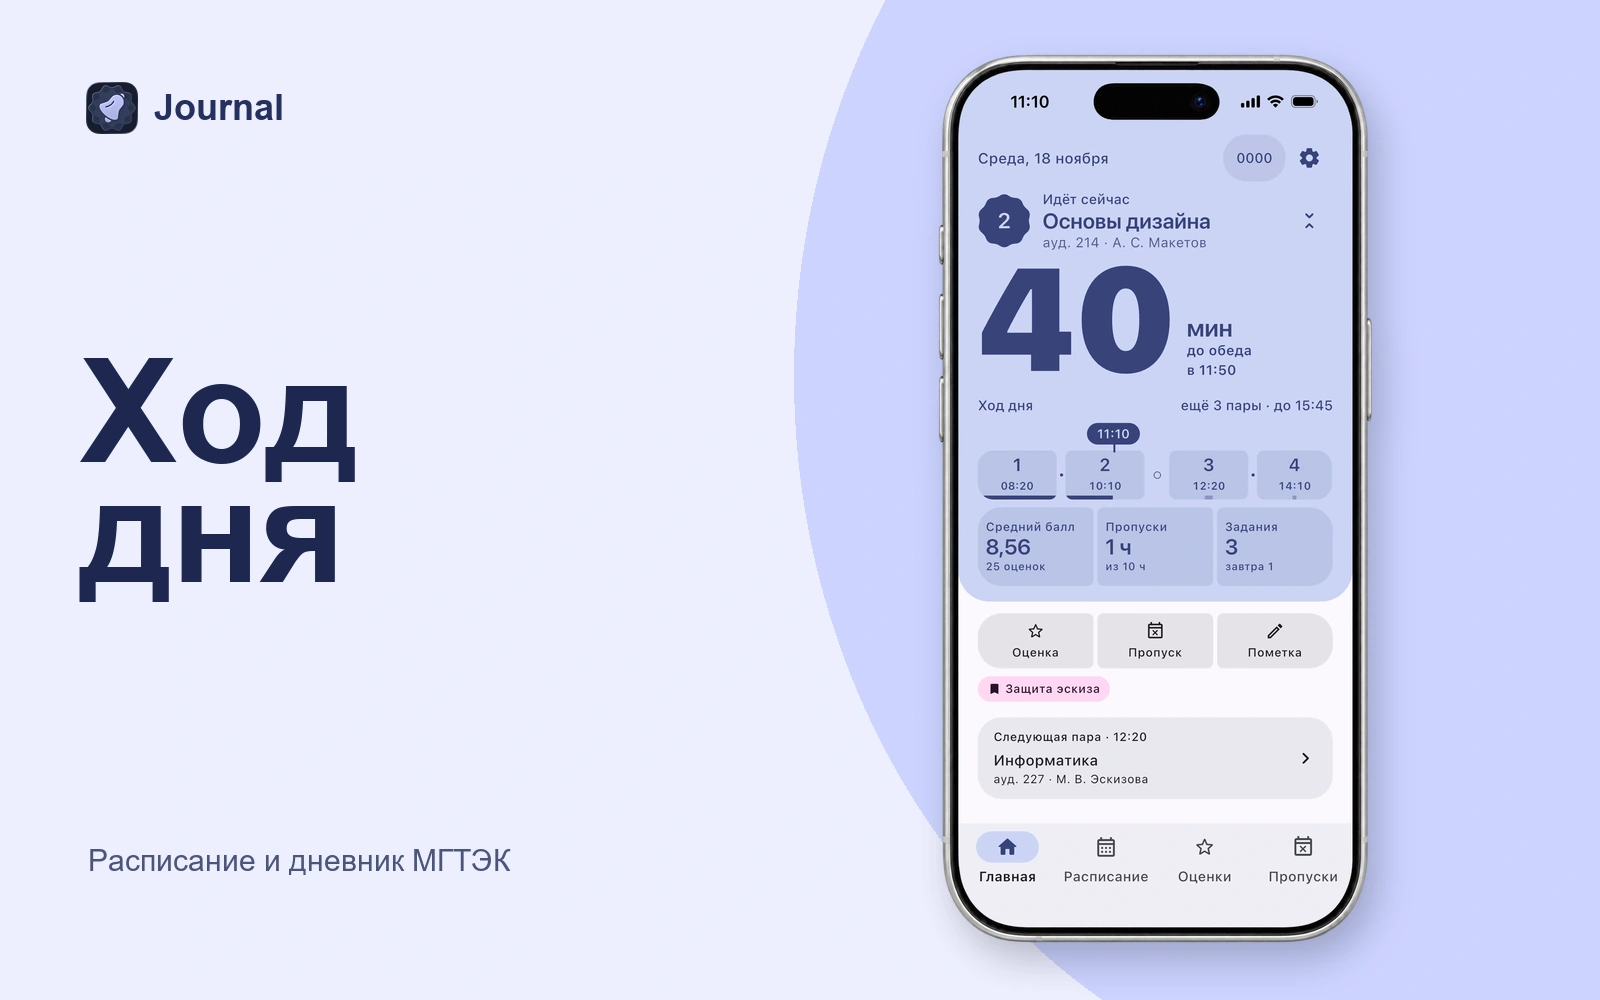 Journal
Ход
дня
Расписание и дневник МГТЭК
11:10
Среда, 18 ноября
0000
2
Идёт сейчас
Основы дизайна
ауд. 214 · А. С. Макетов
40
мин
до обеда
в 11:50
Ход дня
ещё 3 пары · до 15:45
11:10
1
08:20
2
10:10
3
12:20
4
14:10
Средний балл
8,56
25 оценок
Пропуски
1 ч
из 10 ч
Задания
3
завтра 1
Оценка
Пропуск
Пометка
Защита эскиза
Следующая пара · 12:20
Информатика
ауд. 227 · М. В. Эскизова
Главная
Расписание
Оценки
Пропуски